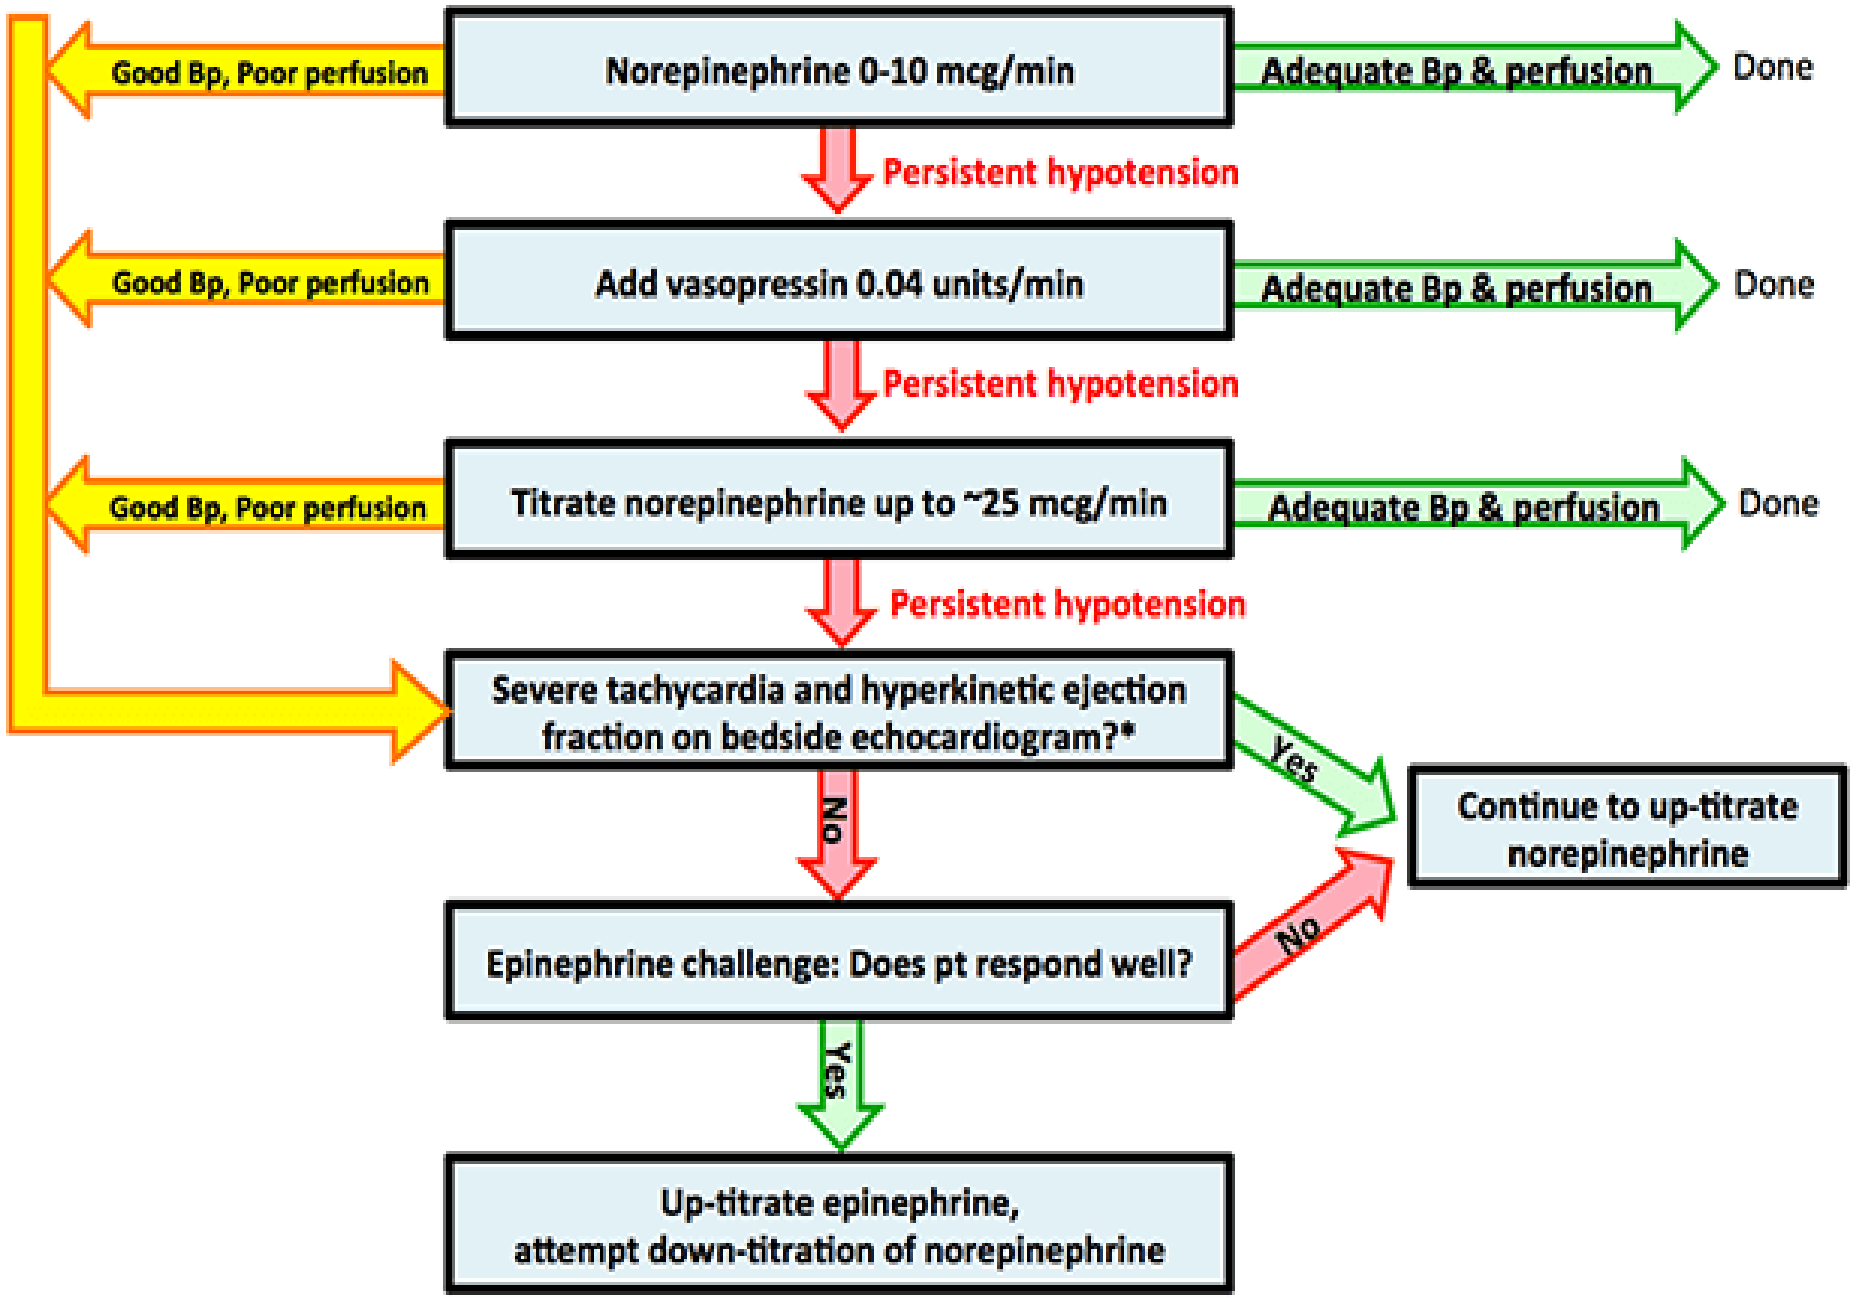 Good Bp, Poor perfusion
Norepinephrine 0-10 mcg/min
Adequate Bp & perfusion
Done
Persistent hypotension
Good Bp, Poor perfusion
Add vasopressin 0.04 units/min
Adequate Bp & perfusion
Done
Persistent hypotension
Good Bp, Poor perfusion
Titrate norepinephrine up to ~25 mcg/min
Adequate Bp & perfusion
Done
Persistent hypotension
Severe tachycardia and hyperkinetic ejection
fraction on bedside echocardiogram?*
Yes
No
Continue to up-titrate
norepinephrine
Epinephrine challenge: Does pt respond well?
No
Yes
Up-titrate epinephrine,
attempt down-titration of norepinephrine